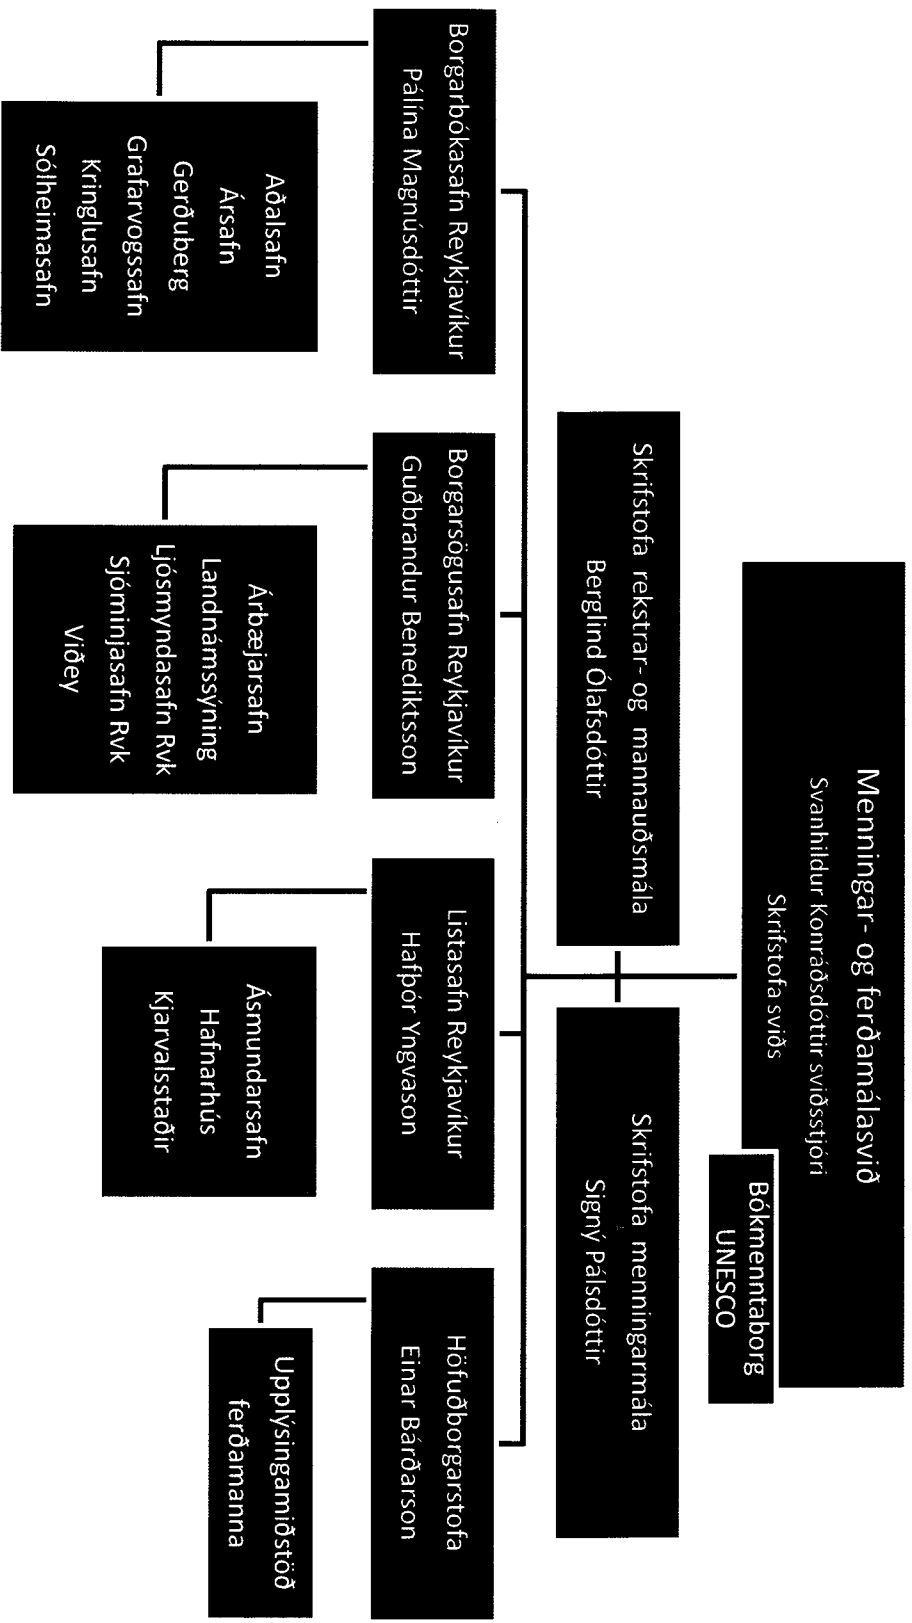 Menningar- og ferðamálasvið
Svanhildur Konráðsdóttir sviðsstjóri
Skrifstofa sviðs
Bókmenntaborg
UNESCO
Skrifstofa rekstrar- og mannauðsmála
Berglind Ólafsdóttir
Skrifstofa menningarmála
Signý Pálsdóttir
Borgarbókasafn Reykjavíkur
Pálína Magnúsdóttir
Aðalsafn
Ársafn
Gerðuberg
Grafarvogssafn
Kringlusafn
Sólheimasafn
Borgarsögusafn Reykjavíkur
Guðbrandur Benediktsson
Árbæjarsafn
Landnámssýning
Ljósmyndasafn Rvk
Sjóminjasafn Rvk
Viðey
Listasafn Reykjavíkur
Hafþór Yngvason
Ásmundarsafn
Hafnarhús
Kjarvalsstaðir
Höfuðborgarstofa
Einar Bárðarson
Upplýsingamiðstöð
ferðamanna